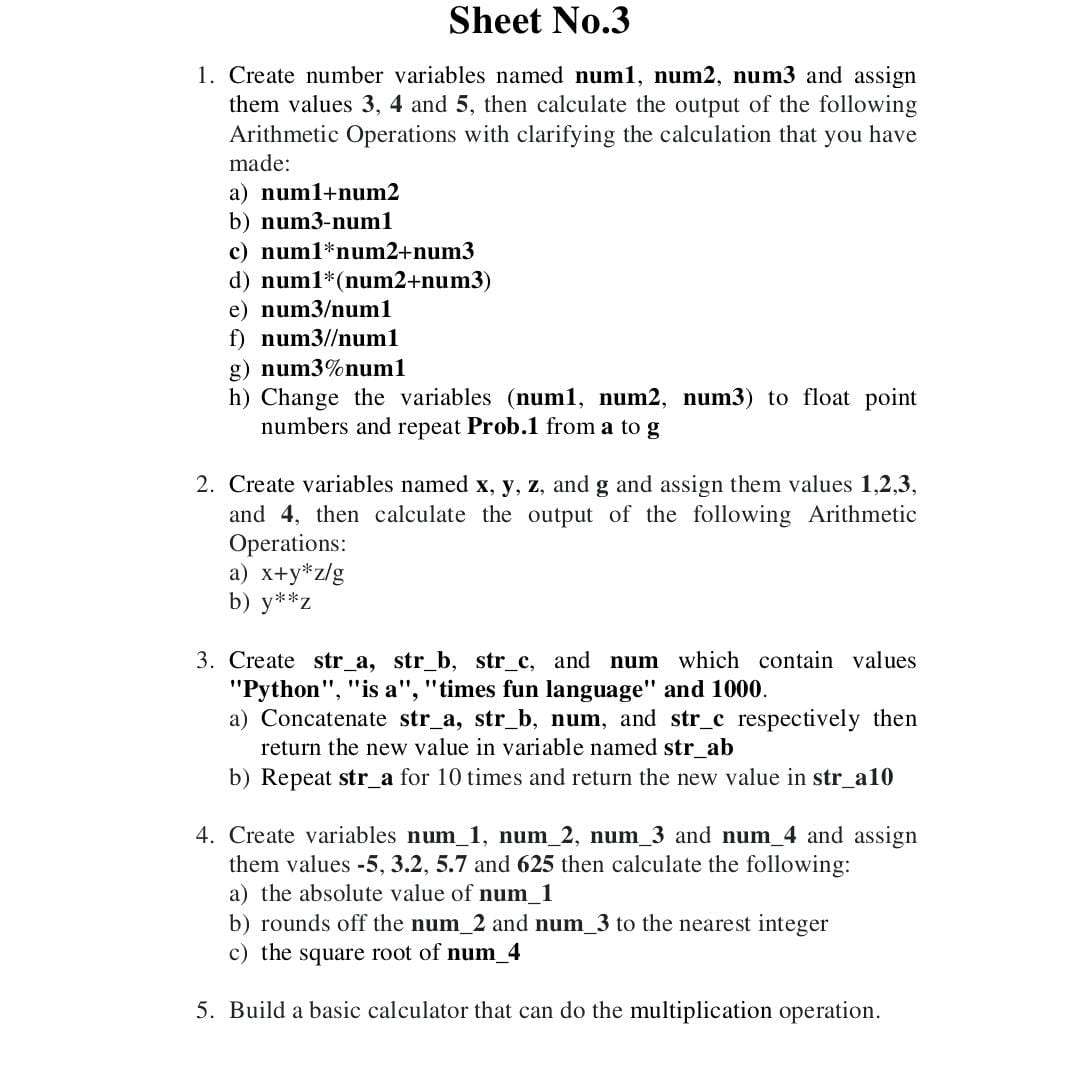 Sheet No.3
1. Create number variables named num1, num2, num3 and assign
them values 3, 4 and 5, then calculate the output of the following
Arithmetic Operations with clarifying the calculation that you have
made:
a) num1+num2
b) num3-num1
c) num1*num2+num3
d) num1*(num2+num3)
e) num3/num1
f) num3//num1
g) num3%num1
h) Change the variables (num1, num2, num3) to float point
numbers and repeat Prob.1 from a to g
2. Create variables named x, y, z, and g and assign them values 1,2,3,
and 4, then calculate the output of the following Arithmetic
Operations:
a) x+y*z/g
b) y**z
3. Create str_a, str_b, str_c, and num which contain values
"Python", "is a", "times fun language" and 1000.
a) Concatenate str_a, str_b, num, and str_c respectively then
return the new value in variable named str_ab
b) Repeat str_a for 10 times and return the new value in str_a10
4. Create variables num_1, num_2, num_3 and num_4 and assign
them values -5, 3.2, 5.7 and 625 then calculate the following:
a) the absolute value of num_1
b) rounds off the num_2 and num_3 to the nearest integer
c) the square root of num_4
5. Build a basic calculator that can do the multiplication operation.